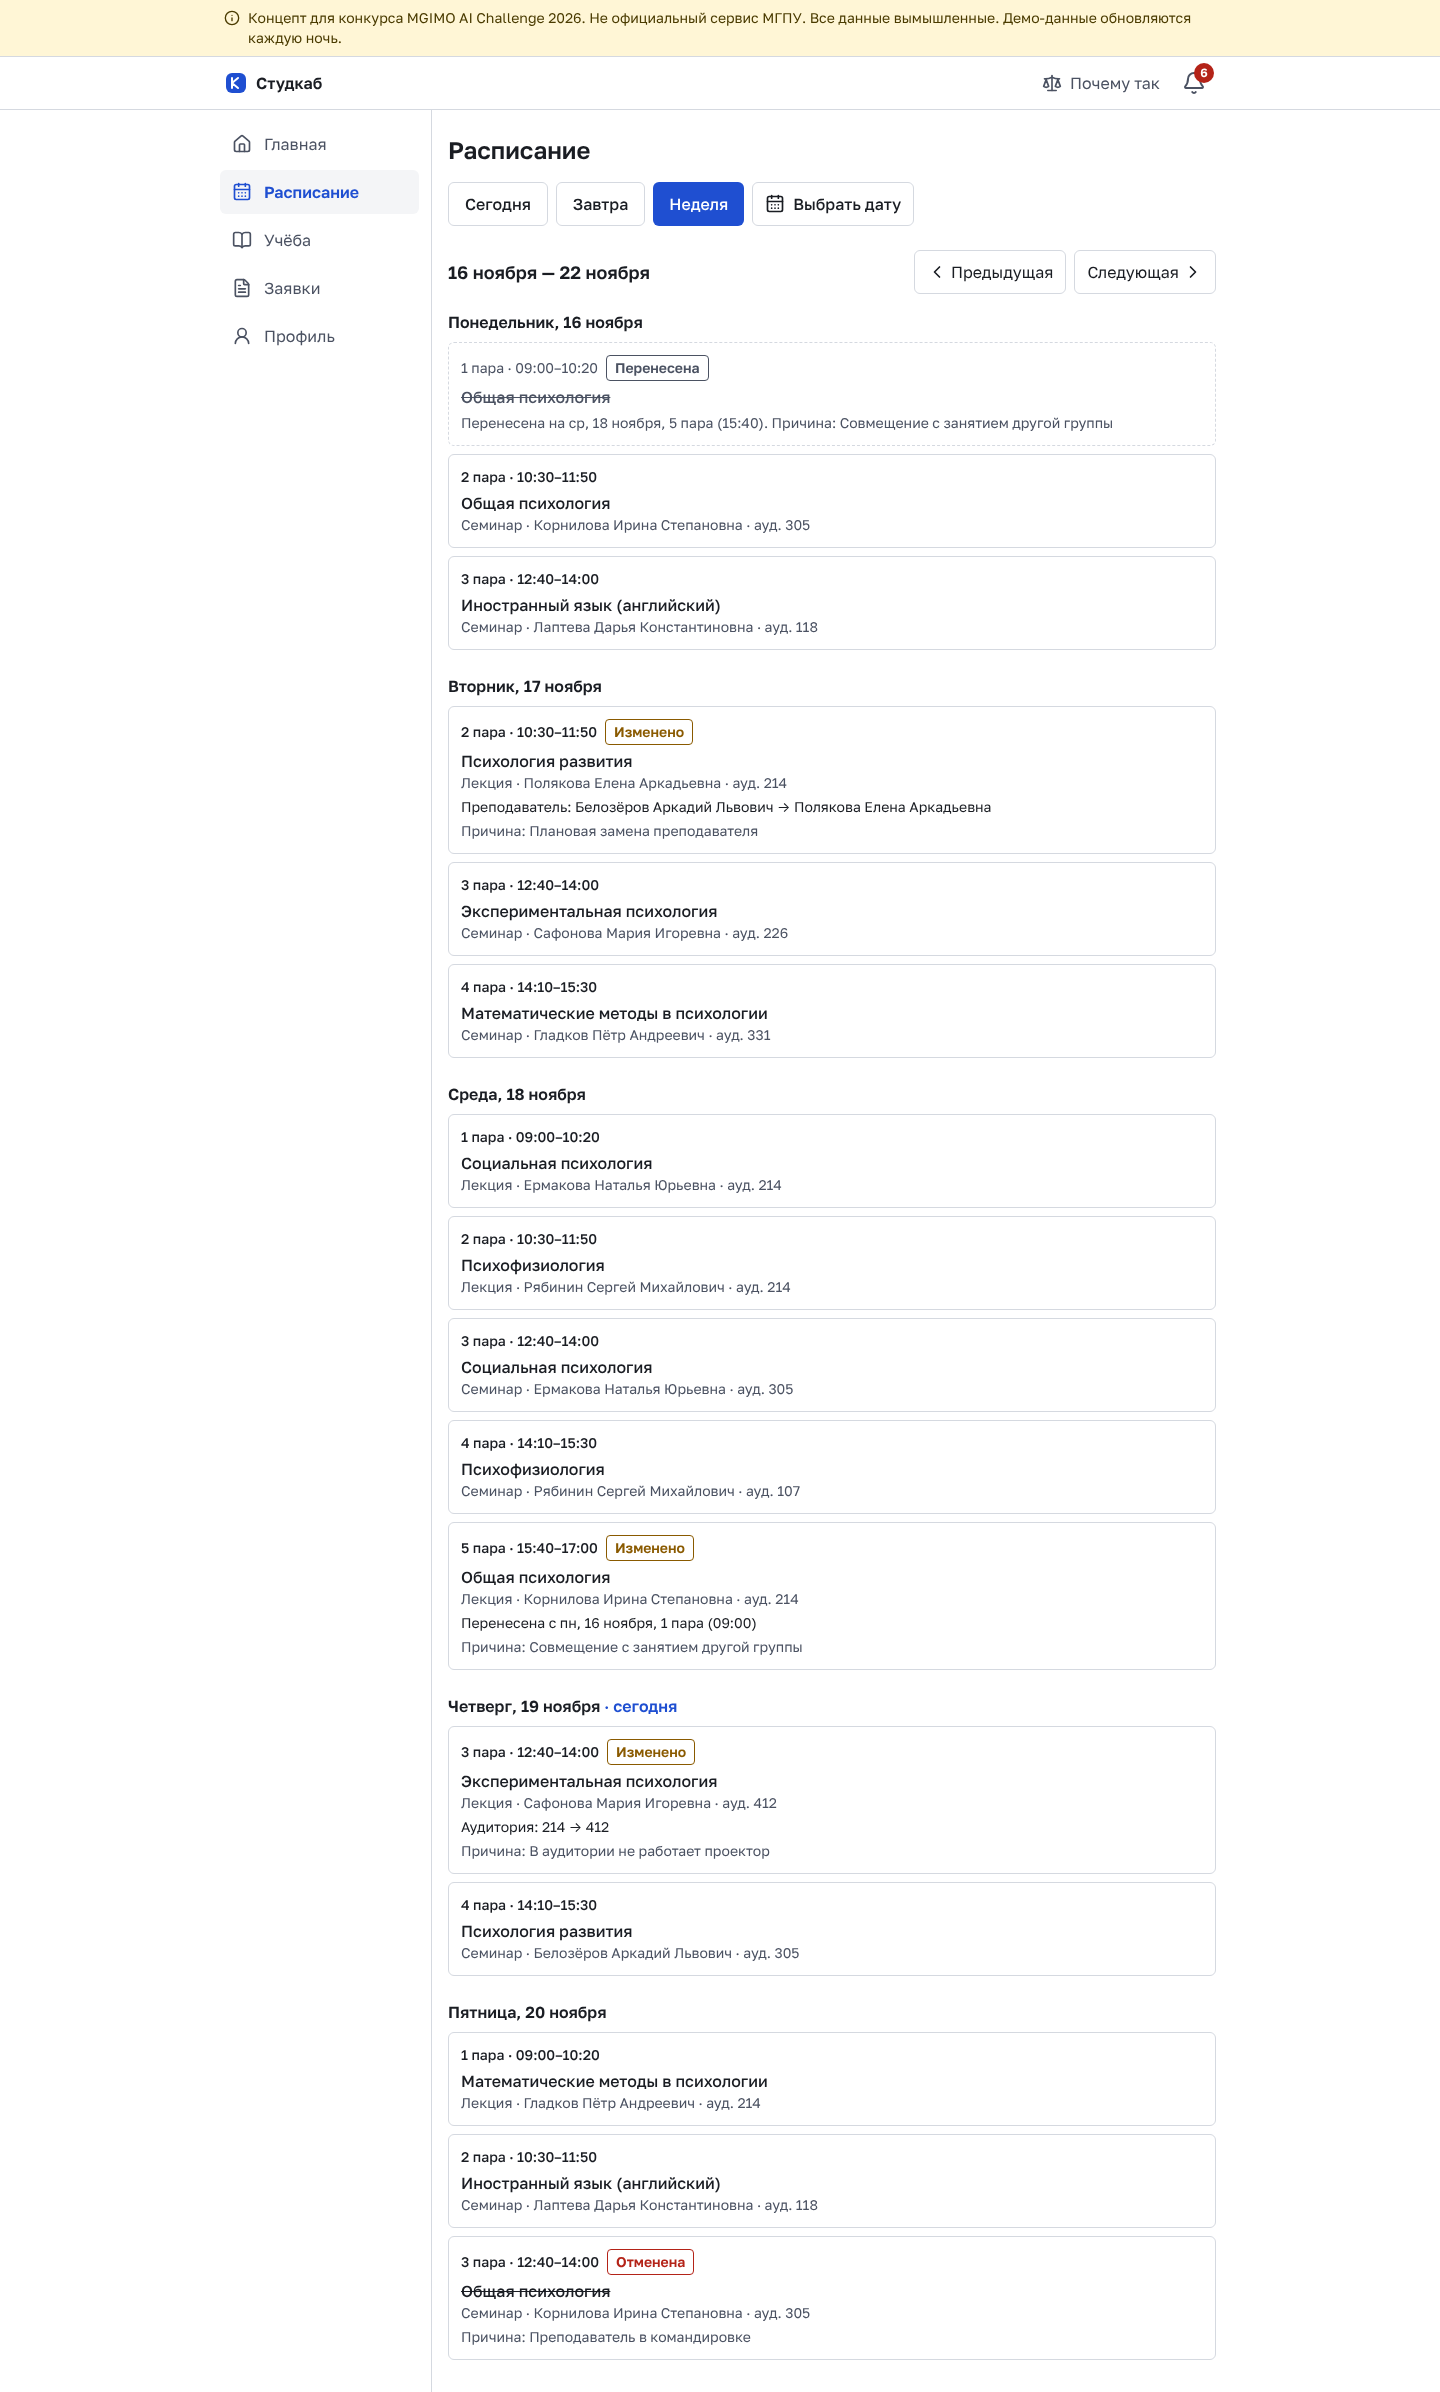 Концепт для конкурса MGIMO AI Challenge 2026. Не официальный сервис МГПУ. Все данные вымышленные. Демо-данные обновляются
каждую ночь.
Студкаб
Почему так
6
Главная
Расписание
Учёба
Заявки
Профиль
Расписание
Сегодня
Завтра
Неделя
Выбрать дату
16 ноября — 22 ноября
Предыдущая
Следующая
Понедельник, 16 ноября
1 пара · 09:00–10:20 Перенесена
Общая психология
Перенесена на ср, 18 ноября, 5 пара (15:40). Причина: Совмещение с занятием другой группы
2 пара · 10:30–11:50
Общая психология
Семинар · Корнилова Ирина Степановна · ауд. 305
3 пара · 12:40–14:00
Иностранный язык (английский)
Семинар · Лаптева Дарья Константиновна · ауд. 118
Вторник, 17 ноября
2 пара · 10:30–11:50 Изменено
Психология развития
Лекция · Полякова Елена Аркадьевна · ауд. 214
Преподаватель: Белозёров Аркадий Львович → Полякова Елена Аркадьевна
Причина: Плановая замена преподавателя
3 пара · 12:40–14:00
Экспериментальная психология
Семинар · Сафонова Мария Игоревна · ауд. 226
4 пара · 14:10–15:30
Математические методы в психологии
Семинар · Гладков Пётр Андреевич · ауд. 331
Среда, 18 ноября
1 пара · 09:00–10:20
Социальная психология
Лекция · Ермакова Наталья Юрьевна · ауд. 214
2 пара · 10:30–11:50
Психофизиология
Лекция · Рябинин Сергей Михайлович · ауд. 214
3 пара · 12:40–14:00
Социальная психология
Семинар · Ермакова Наталья Юрьевна · ауд. 305
4 пара · 14:10–15:30
Психофизиология
Семинар · Рябинин Сергей Михайлович · ауд. 107
5 пара · 15:40–17:00 Изменено
Общая психология
Лекция · Корнилова Ирина Степановна · ауд. 214
Перенесена с пн, 16 ноября, 1 пара (09:00)
Причина: Совмещение с занятием другой группы
Четверг, 19 ноября · сегодня
3 пара · 12:40–14:00 Изменено
Экспериментальная психология
Лекция · Сафонова Мария Игоревна · ауд. 412
Аудитория: 214 → 412
Причина: В аудитории не работает проектор
4 пара · 14:10–15:30
Психология развития
Семинар · Белозёров Аркадий Львович · ауд. 305
Пятница, 20 ноября
1 пара · 09:00–10:20
Математические методы в психологии
Лекция · Гладков Пётр Андреевич · ауд. 214
2 пара · 10:30–11:50
Иностранный язык (английский)
Семинар · Лаптева Дарья Константиновна · ауд. 118
3 пара · 12:40–14:00 Отменена
Общая психология
Семинар · Корнилова Ирина Степановна · ауд. 305
Причина: Преподаватель в командировке